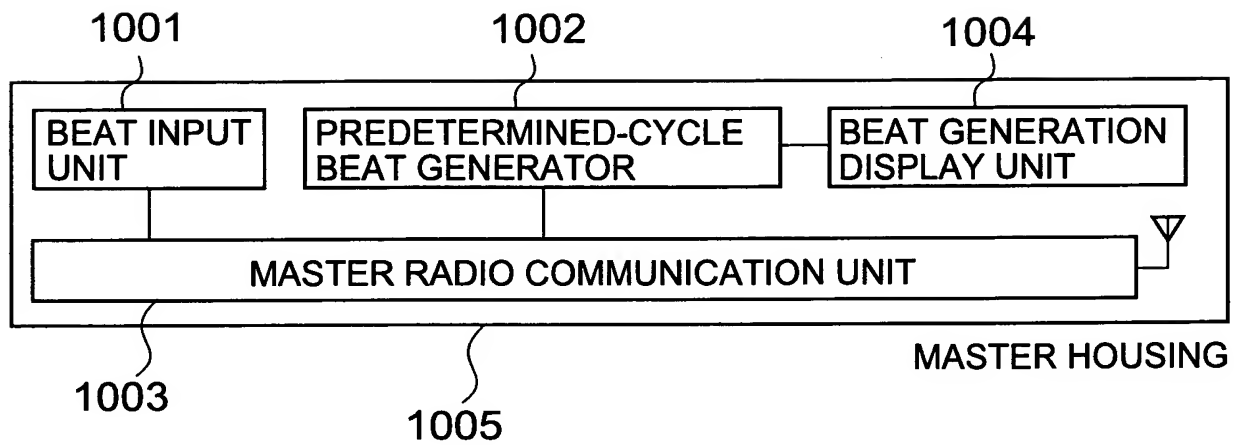 1001
1002
1004
BEAT INPUT
UNIT
PREDETERMINED-CYCLE
BEAT GENERATOR
BEAT GENERATION
DISPLAY UNIT
MASTER RADIO COMMUNICATION UNIT
MASTER HOUSING
1003
1005